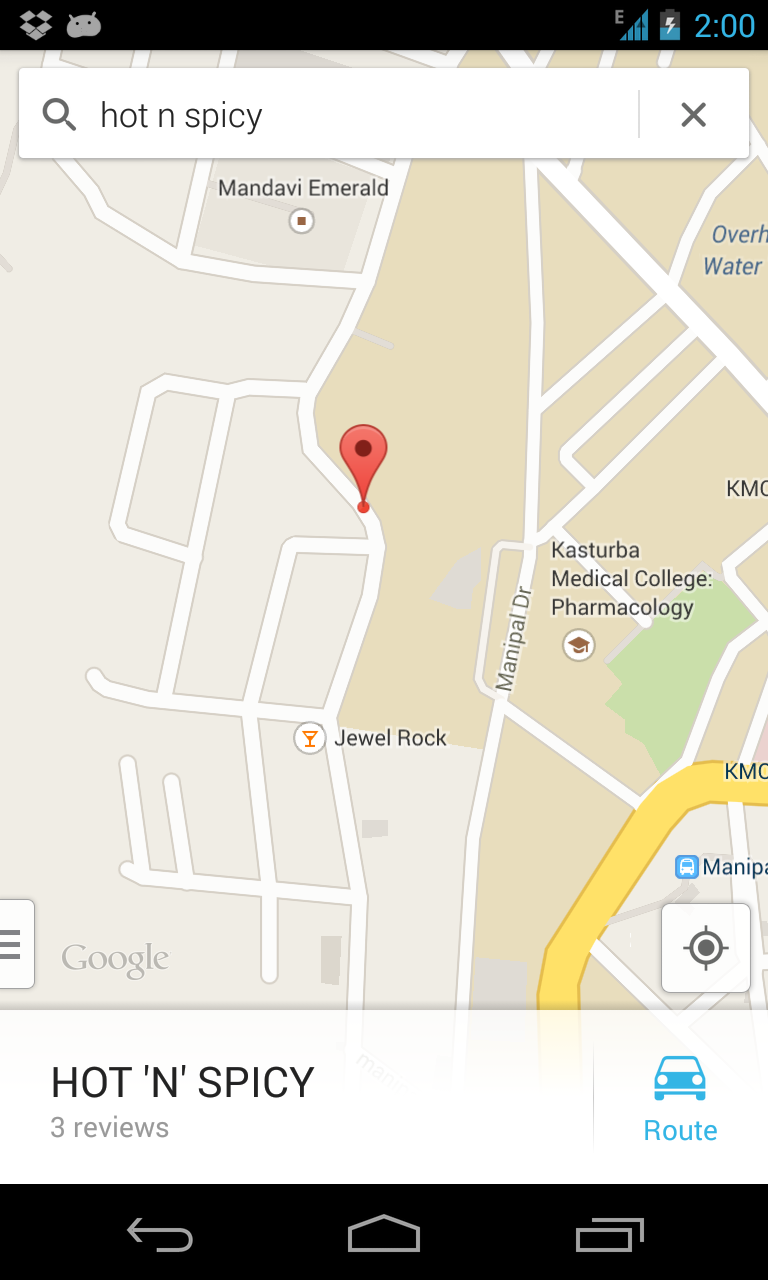 E
2:00
hot n spicy
Mandavi Emerald
Overh
Water
KMC
Kasturba
Medical College:
Pharmacology
Manipal Dr
Jewel Rock
KMC
Manipa
Google
HOT 'N' SPICY
3 reviews
Route